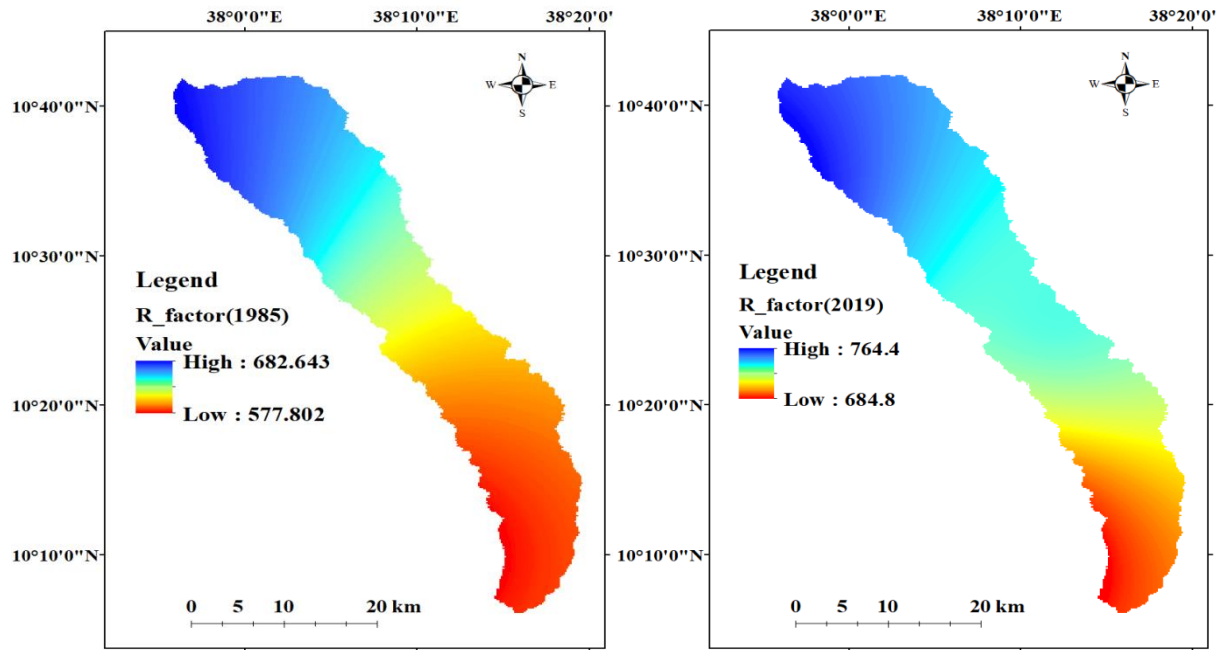 38°0'0"E 38°10'0"E 38°20'0"E
N
W E
S
10°40'0"N
10°30'0"N
Legend
R_factor(1985)
Value
High : 682.643
Low : 577.802
10°20'0"N
10°10'0"N
0 5 10 20 km
38°0'0"E 38°10'0"E 38°20'0"E
N
W E
S
10°40'0"N
10°30'0"N
Legend
R_factor(2019)
Value
High : 764.4
Low : 684.8
10°20'0"N
10°10'0"N
0 5 10 20 km